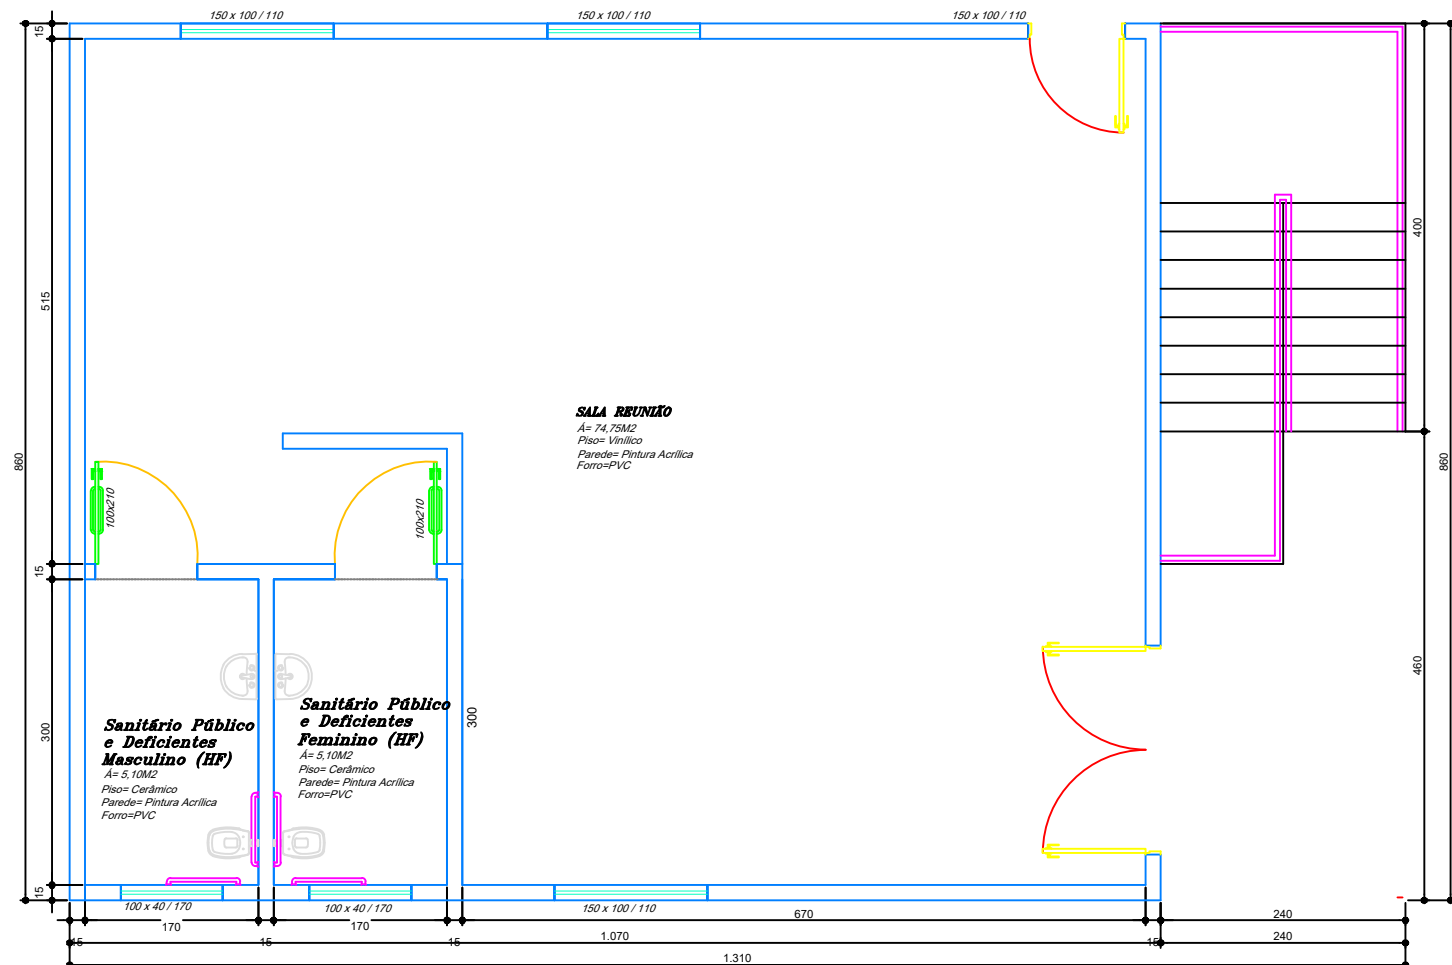 150 x 100 / 110
150 x 100 / 110
150 x 100 / 110
15
400
515
SALA REUNIÃO
Á= 74,75M2
Piso= Vinílico
Parede= Pintura Acrílica
Forro=PVC
860
860
100x210
100x210
15
460
300
300
Sanitário Público
e Deficientes
Masculino (HF)
Á= 5,10M2
Piso= Cerâmico
Parede= Pintura Acrílica
Forro=PVC
Sanitário Público
e Deficientes
Feminino (HF)
Á= 5,10M2
Piso= Cerâmico
Parede= Pintura Acrílica
Forro=PVC
15
100 x 40 / 170
100 x 40 / 170
150 x 100 / 110
170
170
670
240
15
15
15
1.070
15
240
1.310